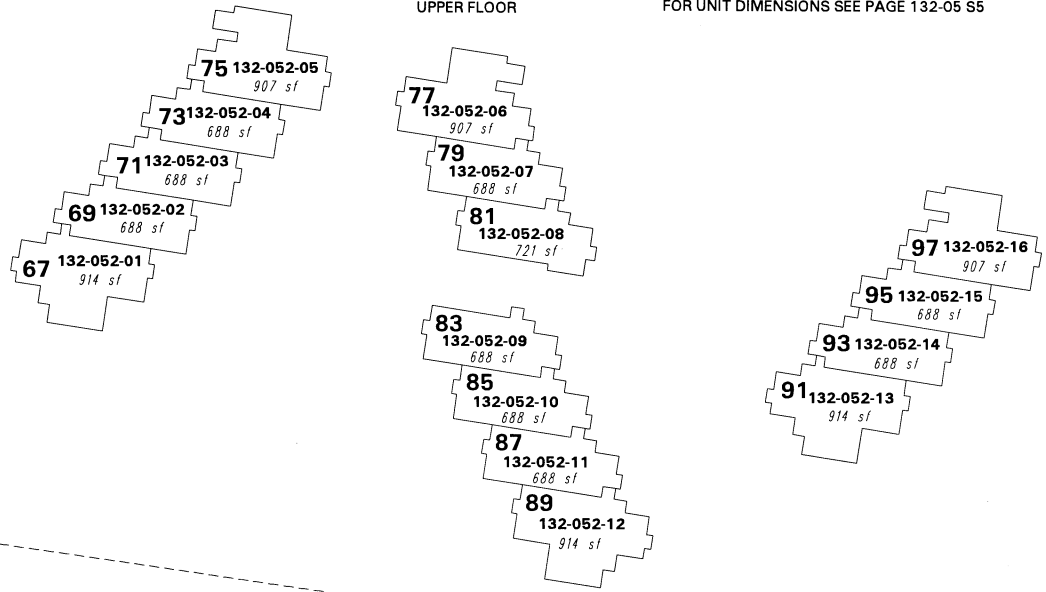 UPPER FLOOR
FOR UNIT DIMENSIONS SEE PAGE 132-05 S5
75 132-052-05
907 sf
73 132-052-04
688 sf
71 132-052-03
688 sf
69 132-052-02
688 sf
67 132-052-01
914 sf
77
132-052-06
907 sf
79
132-052-07
688 sf
81
132-052-08
721 sf
83
132-052-09
688 sf
85
132-052-10
688 sf
87
132-052-11
688 sf
89
132-052-12
914 sf
97 132-052-16
907 sf
95 132-052-15
688 sf
93 132-052-14
688 sf
91 132-052-13
914 sf